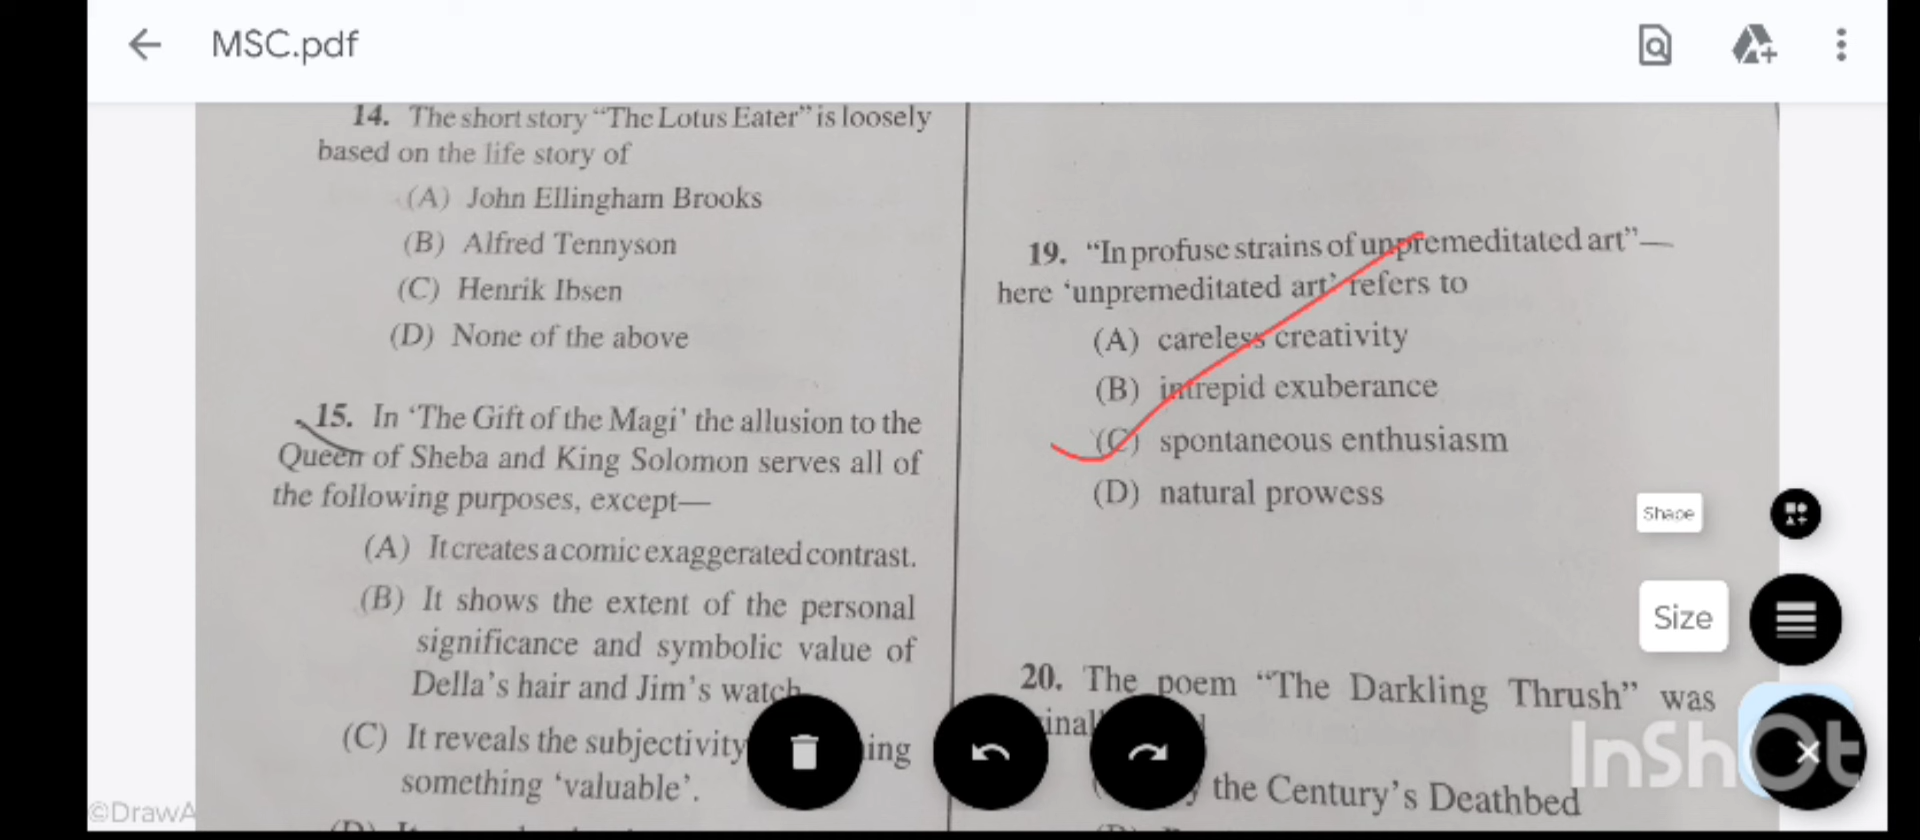 MSC.pdf
14. The short story "The Lotus Eater" is loosely
based on the life story of
(A) John Ellingham Brooks
(B) Alfred Tennyson
(C) Henrik Ibsen
(D) None of the above
15. In 'The Gift of the Magi' the allusion to the
Queen of Sheba and King Solomon serves all of
the following purposes, except—
(A) It creates a comic exaggerated contrast.
(B) It shows the extent of the personal
significance and symbolic value of
Della's hair and Jim's watch
(C) It reveals the subjectivity
something 'valuable'.
19. "In profuse strains of unpremeditated art"—
here 'unpremeditated art' refers to
(A) careless creativity
(B) intrepid exuberance
(C) spontaneous enthusiasm
(D) natural prowess
20. The poem "The Darkling Thrush" was
the Century's Deathbed
Shape
Size
InShOt
©DrawA